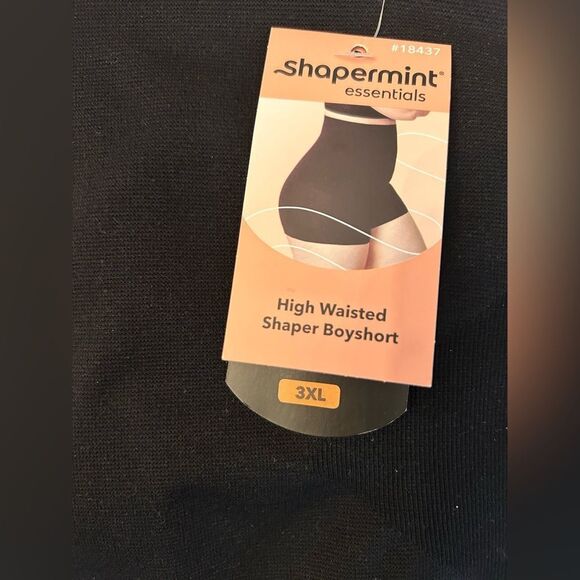 #18437
shapermint®
essentials
High Waisted
Shaper Boyshort
3XL